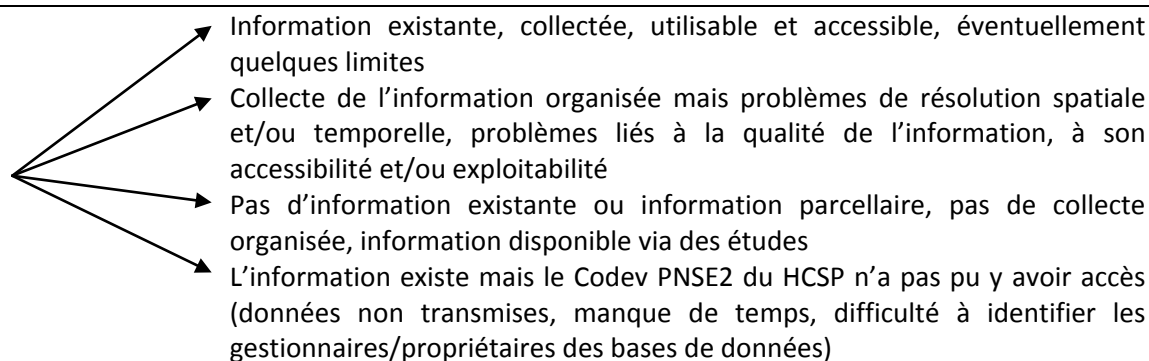 Information existante, collectée, utilisable et accessible, éventuellement
quelques limites
Collecte de l’information organisée mais problèmes de résolution spatiale
et/ou temporelle, problèmes liés à la qualité de l’information, à son
accessibilité et/ou exploitabilité
Pas d’information existante ou information parcellaire, pas de collecte
organisée, information disponible via des études
L’information existe mais le Codev PNSE2 du HCSP n’a pas pu y avoir accès
(données non transmises, manque de temps, difficulté à identifier les
gestionnaires/propriétaires des bases de données)